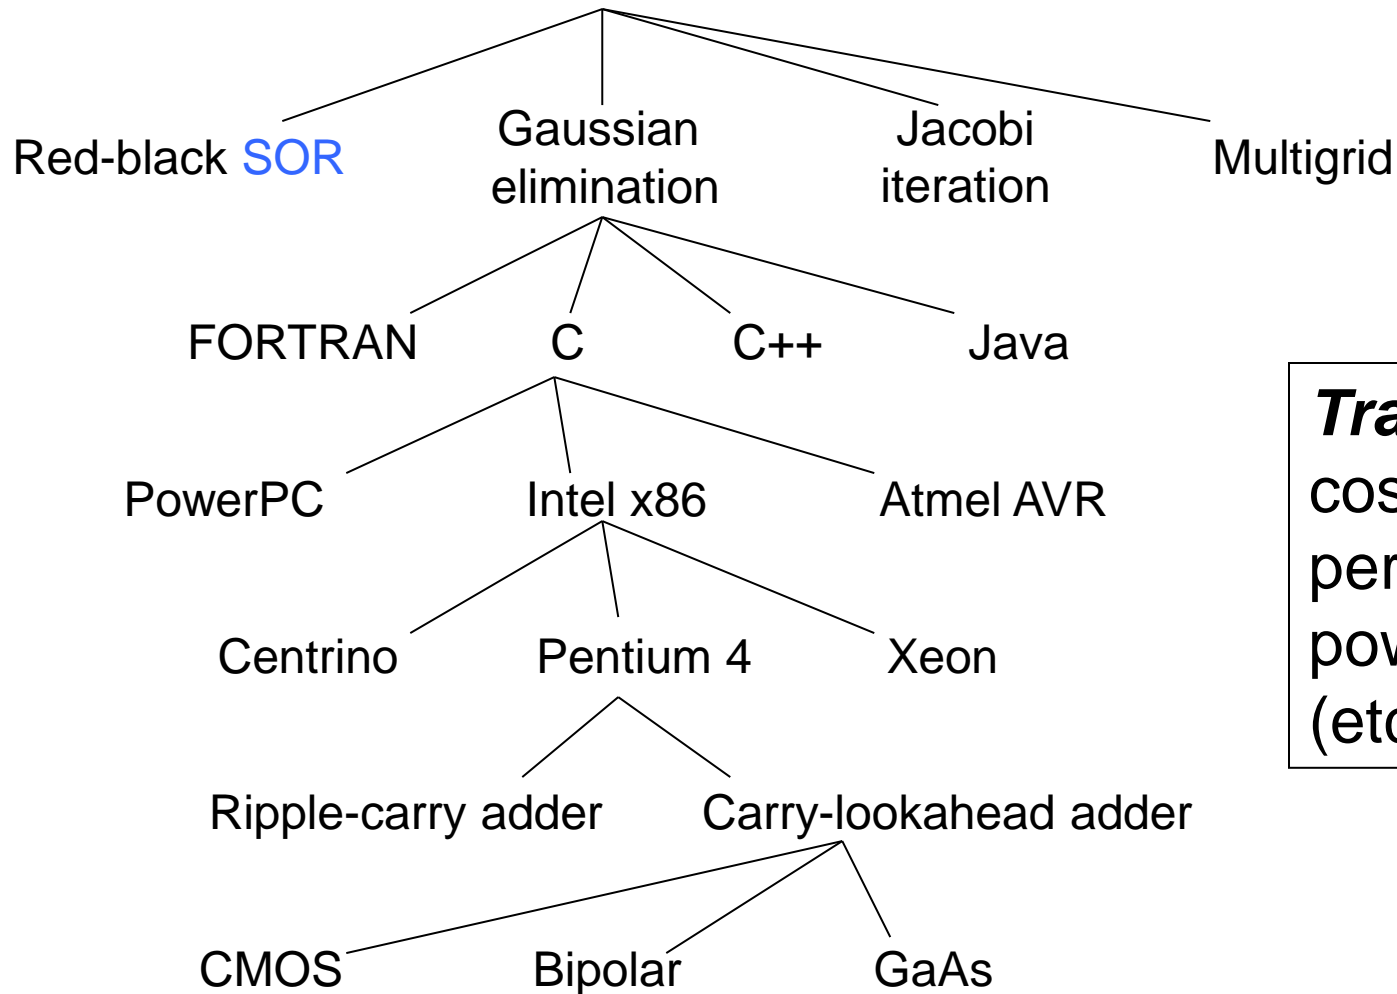 Red-black SOR
Gaussian
elimination
Jacobi
iteration
Multigrid
FORTRAN
C
C++
Java
PowerPC
Intel x86
Atmel AVR
Centrino
Pentium 4
Xeon
Ripple-carry adder
Carry-lookahead adder
CMOS
Bipolar
GaAs